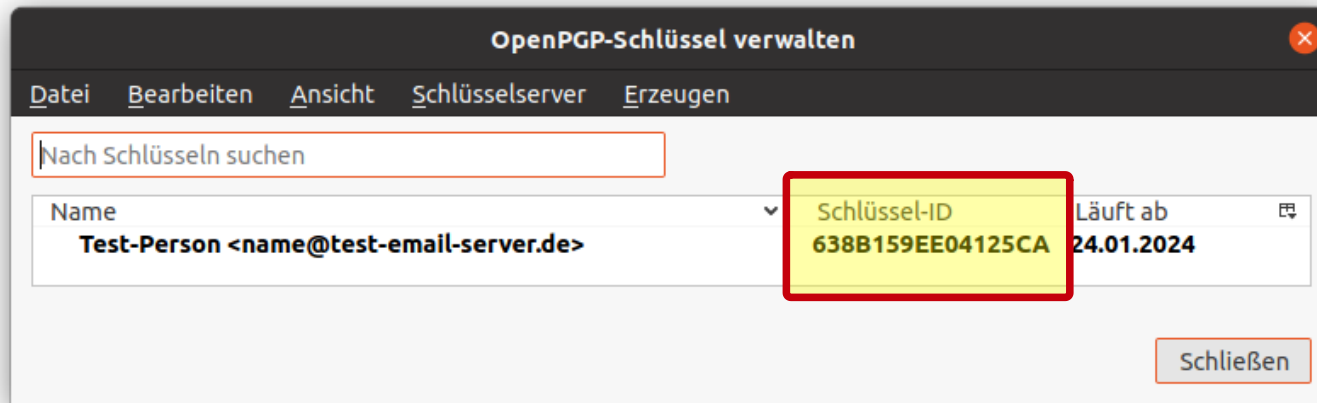 OpenPGP-Schlüssel verwalten
Datei Bearbeiten Ansicht Schlüsselserver Erzeugen
Nach Schlüsseln suchen
Name Schlüssel-ID Läuft ab
Test-Person <name@test-email-server.de> 638B159EE04125CA 24.01.2024
Schließen